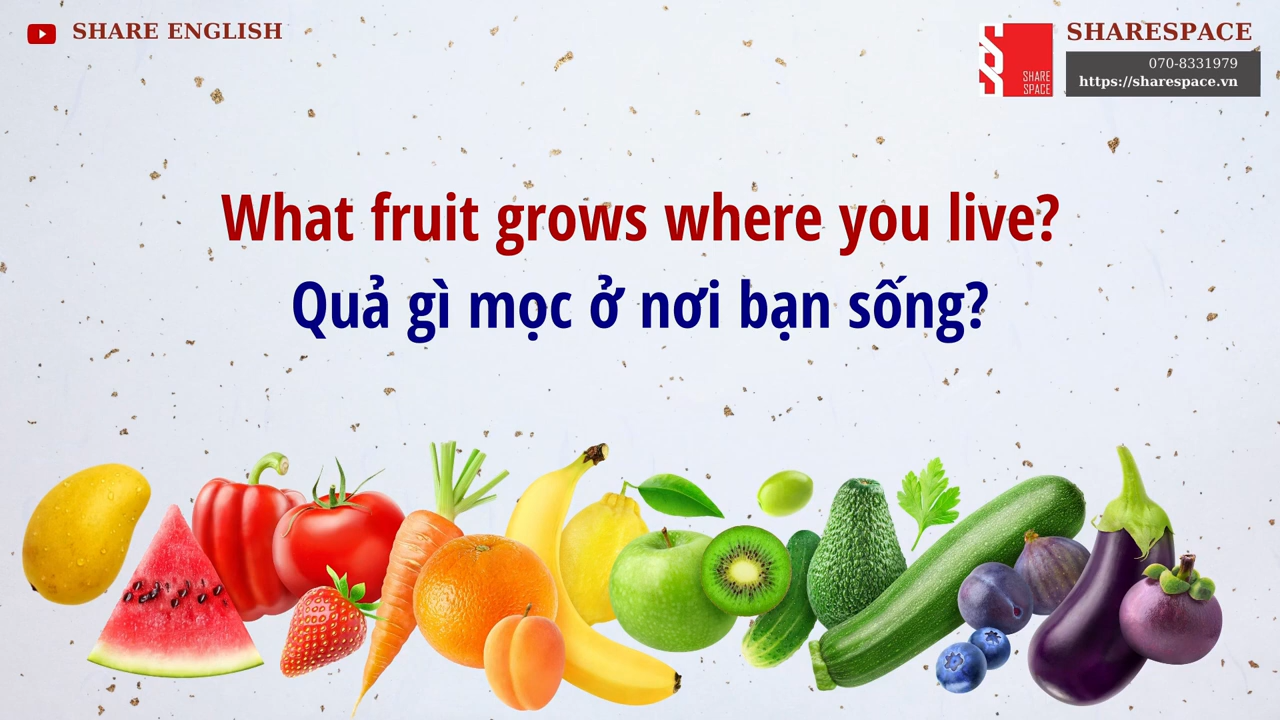 SHARE ENGLISH
SHARE
SPACE
SHARESPACE
070-8331979
https://sharespace.vn
What fruit grows where you live?
Quả gì mọc ở nơi bạn sống?